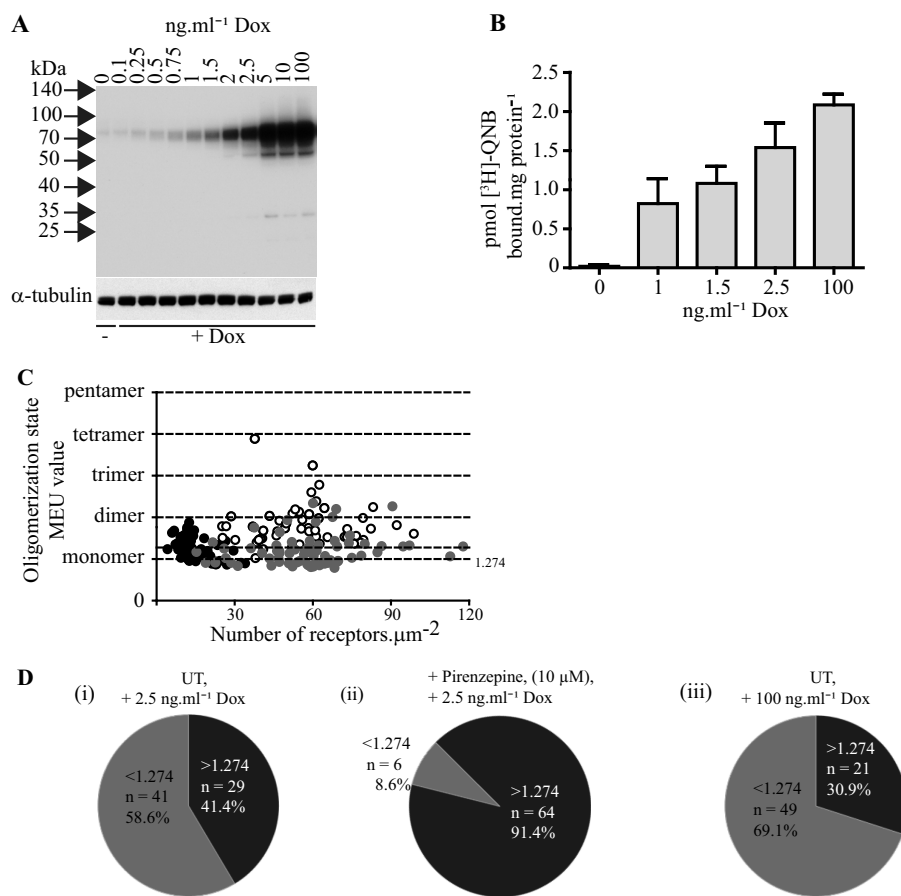 A
ng.ml⁻¹ Dox
kDa
0 0.1 0.25 0.5 0.75 1 1.5 2 2.5 5 10 100
140
100
70
50
40
35
25
α-tubulin
-
+ Dox
B
pmol [³H]-QNB
bound.mg protein⁻¹
2.5
2.0
1.5
1.0
0.5
0
0 1 1.5 2.5 100
ng.ml⁻¹ Dox
C
Oligomerization state
MEU value
pentamer
tetramer
trimer
dimer
monomer
0
1.274
30 60 90 120
Number of receptors.μm⁻²
D
(i)
UT,
+ 2.5 ng.ml⁻¹ Dox
<1.274
n = 41
58.6%
>1.274
n = 29
41.4%
(ii)
+ Pirenzepine, (10 μM),
+ 2.5 ng.ml⁻¹ Dox
<1.274
n = 6
8.6%
>1.274
n = 64
91.4%
(iii)
UT,
+ 100 ng.ml⁻¹ Dox
<1.274
n = 49
69.1%
>1.274
n = 21
30.9%